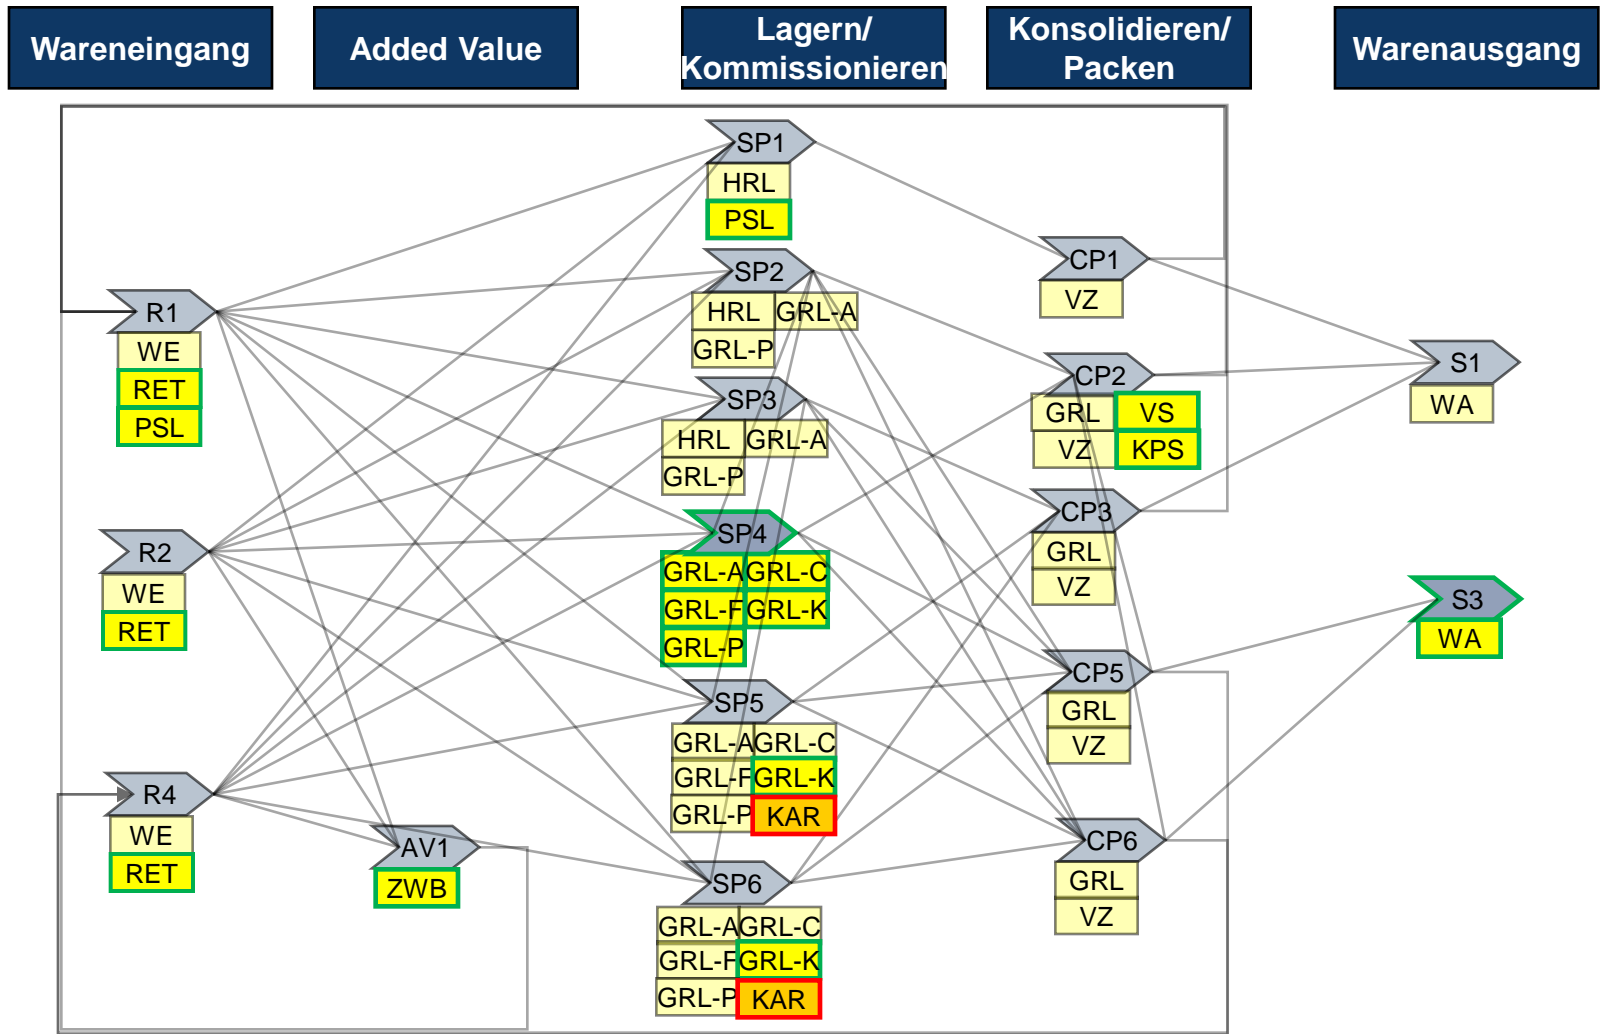 Wareneingang
Added Value
Lagern/
Kommissionieren
Konsolidieren/
Packen
Warenausgang
R1
WE
RET
PSL
R2
WE
RET
R4
WE
RET
AV1
ZWB
SP1
HRL
PSL
SP2
HRL GRL-A
GRL-P
SP3
HRL GRL-A
GRL-P
SP4
GRL-A GRL-C
GRL-F GRL-K
GRL-P
SP5
GRL-A GRL-C
GRL-F GRL-K
GRL-P KAR
SP6
GRL-A GRL-C
GRL-F GRL-K
GRL-P KAR
CP1
VZ
CP2
GRL VS
VZ KPS
CP3
GRL
VZ
CP5
GRL
VZ
CP6
GRL
VZ
S1
WA
S3
WA